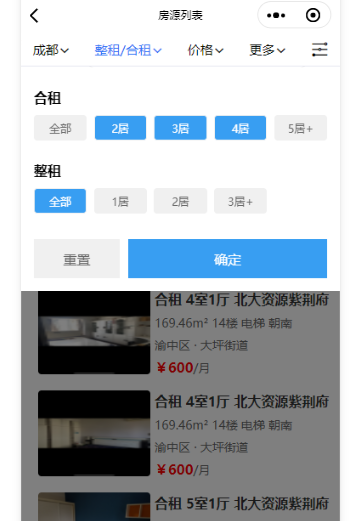 房源列表
成都 整租/合租 价格 更多
合租
全部 2居 3居 4居 5居+
整租
全部 1居 2居 3居+
重置 确定
合租 4室1厅 北大资源紫荆府
169.46m² 14楼 电梯 朝南
渝中区 · 大坪街道
￥600/月
合租 4室1厅 北大资源紫荆府
169.46m² 14楼 电梯 朝南
渝中区 · 大坪街道
￥600/月
合租 5室1厅 北大资源紫荆府